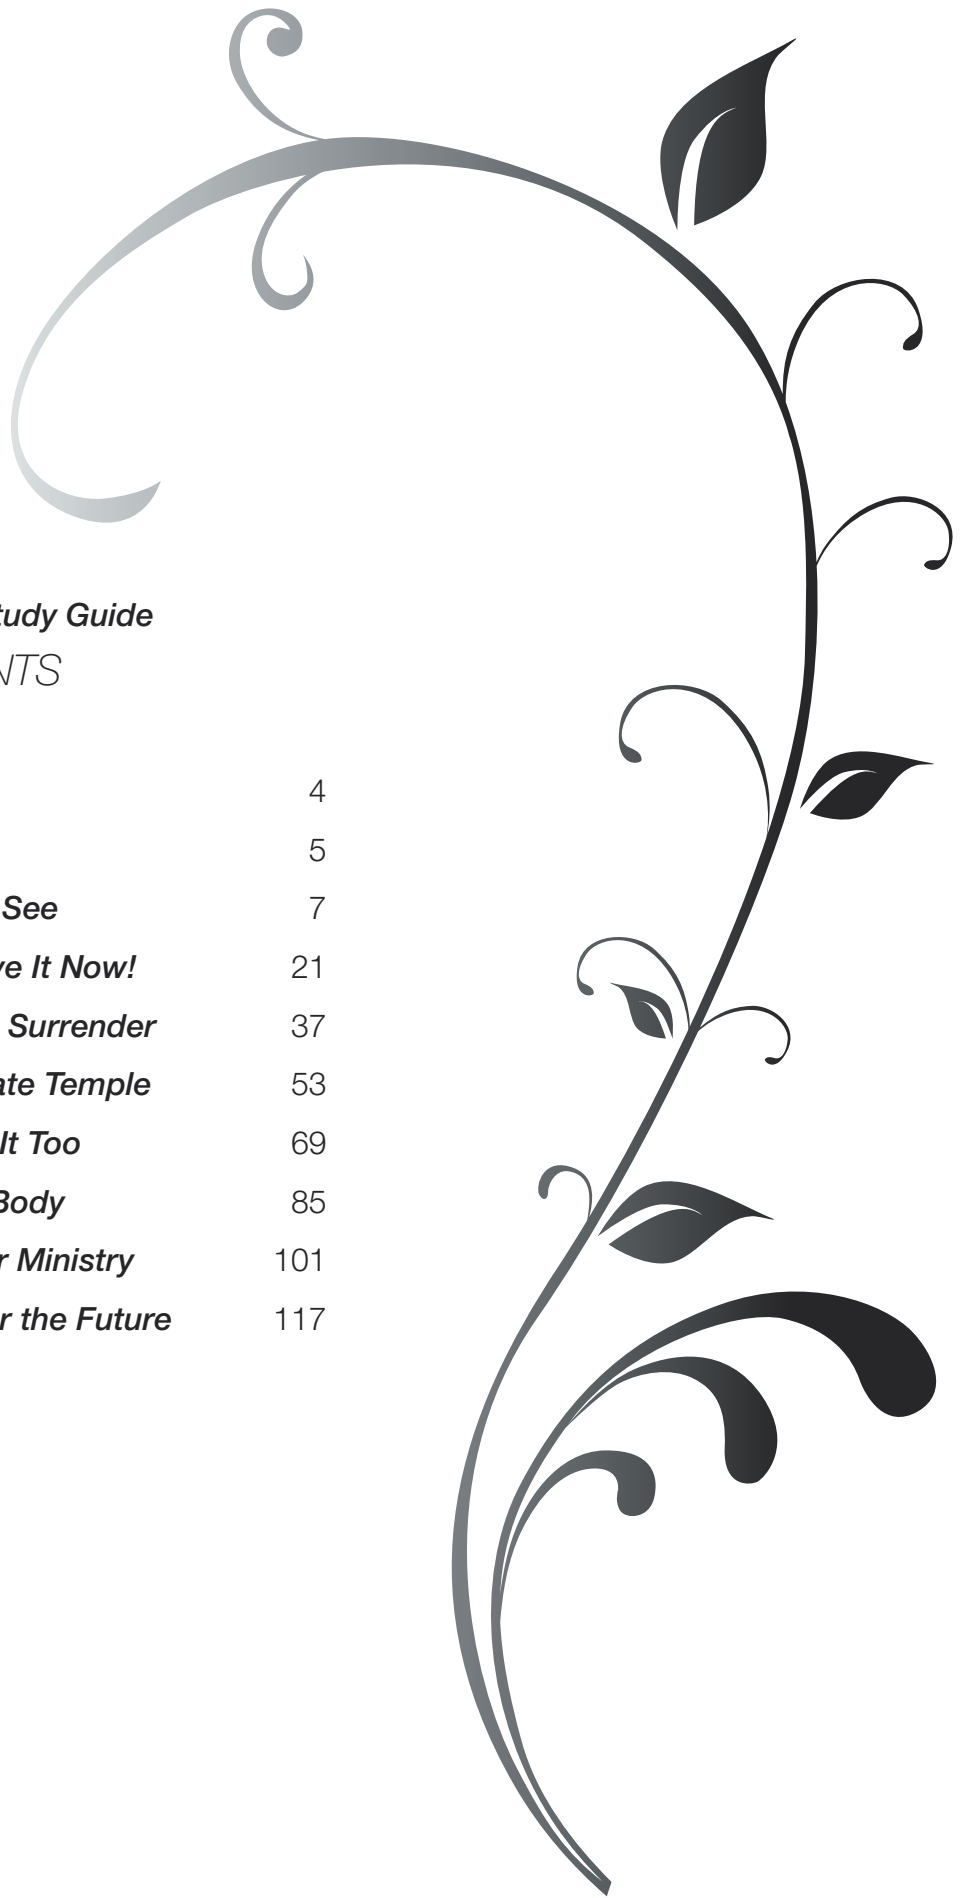 tudy Guide
NTS
4
5
See 7
ve It Now! 21
Surrender 37
ate Temple 53
It Too 69
Body 85
r Ministry 101
r the Future 117